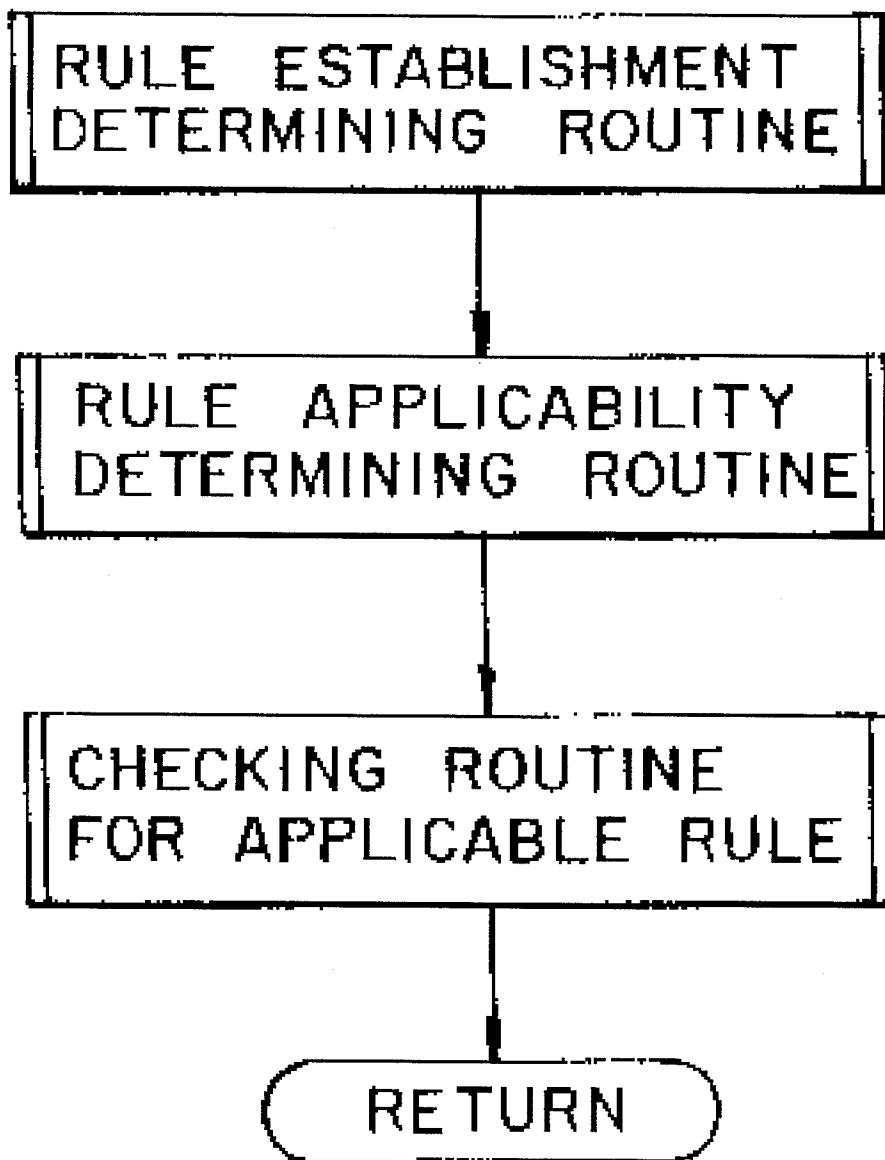 RULE ESTABLISHMENT
DETERMINING ROUTINE
RULE APPLICABILITY
DETERMINING ROUTINE
CHECKING ROUTINE
FOR APPLICABLE RULE
RETURN